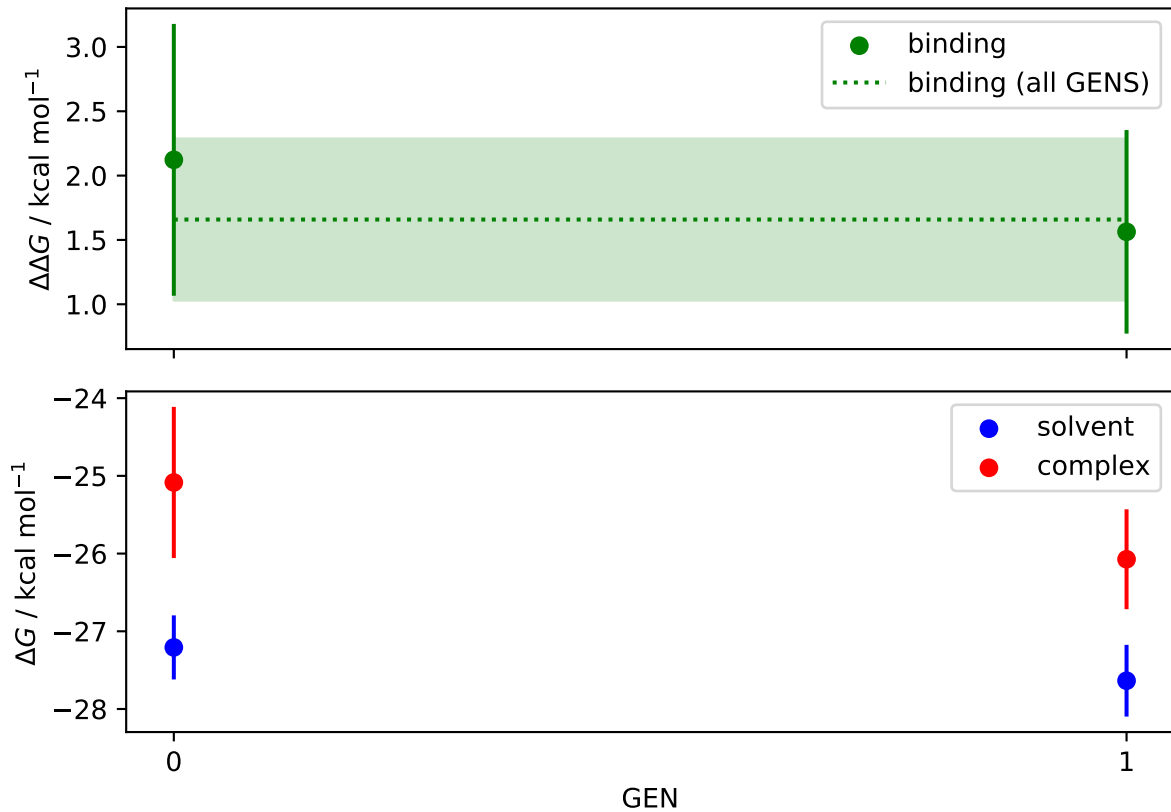 3.0
2.5
2.0
1.5
1.0
ΔΔG / kcal mol⁻¹
binding
binding (all GENS)
−24
−25
−26
−27
−28
ΔG / kcal mol⁻¹
solvent
complex
0
1
GEN